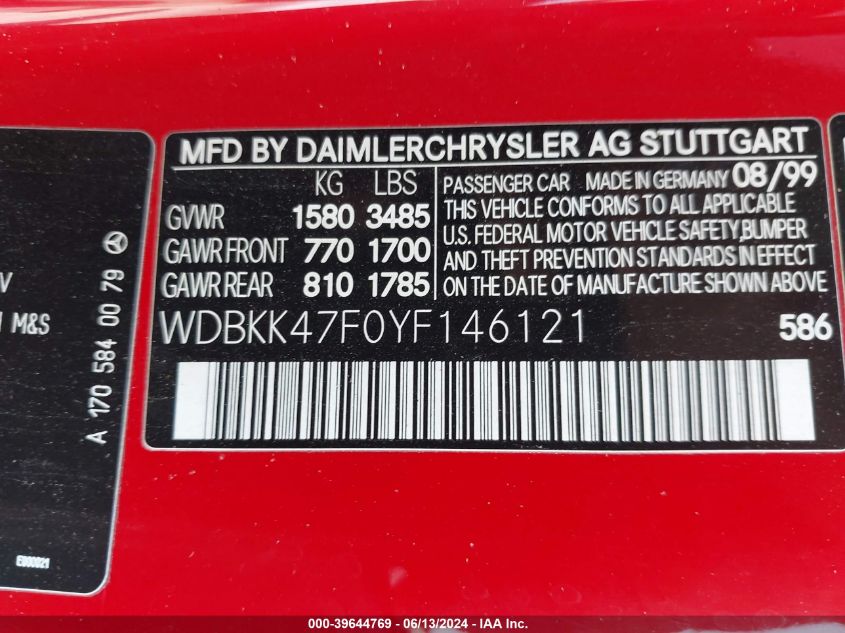 MFD BY DAIMLERCHRYSLER AG STUTTGART
KG LBS
GVWR 1580 3485
GAWR FRONT 770 1700
GAWR REAR 810 1785
PASSENGER CAR MADE IN GERMANY 08/99
THIS VEHICLE CONFORMS TO ALL APPLICABLE
U.S. FEDERAL MOTOR VEHICLE SAFETY,BUMPER
AND THEFT PREVENTION STANDARDS IN EFFECT
ON THE DATE OF MANUFACTURE SHOWN ABOVE
WDBKK47F0YF146121 586
V
M&S
A 170 584 00 79
000-39644769 / 06/13/2024 - IAA Inc.